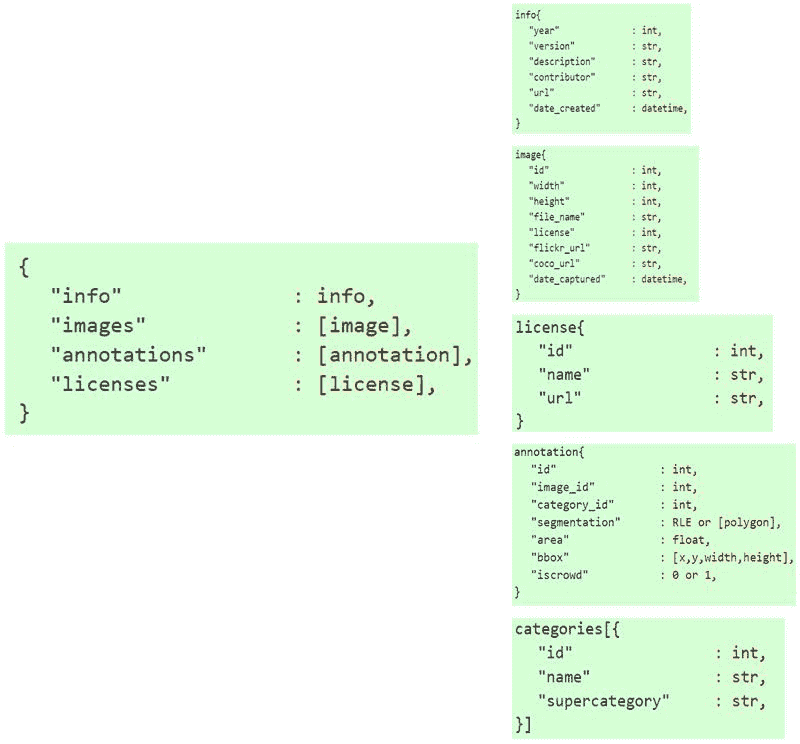 {
"info" : info,
"images" : [image],
"annotations" : [annotation],
"licenses" : [license],
}
info{
"year" : int,
"version" : str,
"description" : str,
"contributor" : str,
"url" : str,
"date_created" : datetime,
}
image{
"id" : int,
"width" : int,
"height" : int,
"file_name" : str,
"license" : int,
"flickr_url" : str,
"coco_url" : str,
"date_captured" : datetime,
}
license{
"id" : int,
"name" : str,
"url" : str,
}
annotation{
"id" : int,
"image_id" : int,
"category_id" : int,
"segmentation" : RLE or [polygon],
"area" : float,
"bbox" : [x,y,width,height],
"iscrowd" : 0 or 1,
}
categories[{
"id" : int,
"name" : str,
"supercategory" : str,
}]